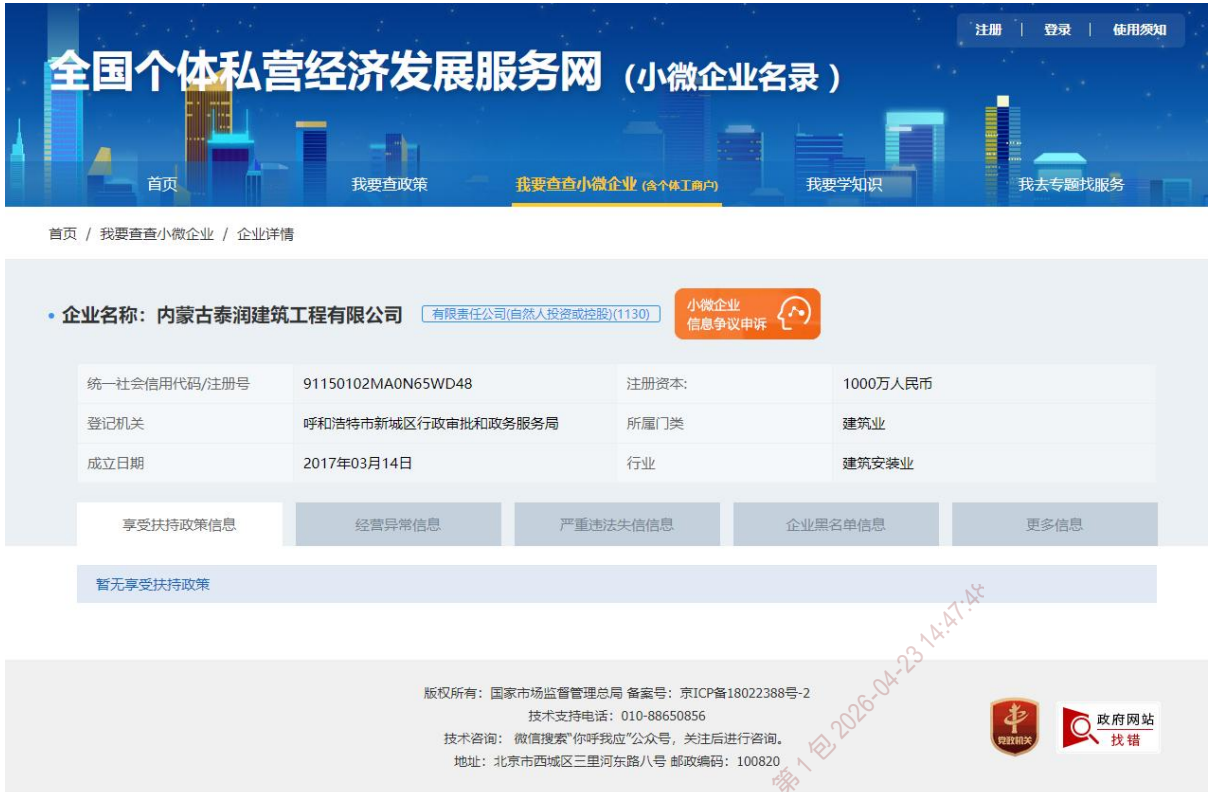 注册 | 登录 | 使用须知
全国个体私营经济发展服务网（小微企业名录）
首页 我要查政策 我要查查小微企业 (含个体工商户) 我要学知识 我去专题找服务
首页 / 我要查查小微企业 / 企业详情
企业名称：内蒙古泰润建筑工程有限公司 有限责任公司(自然人投资或控股)(1130)
小微企业
信息争议申诉
统一社会信用代码/注册号 91150102MA0N65WD48 注册资本: 1000万人民币
登记机关 呼和浩特市新城区行政审批和政务服务局 所属门类 建筑业
成立日期 2017年03月14日 行业 建筑安装业
享受扶持政策信息 经营异常信息 严重违法失信信息 企业黑名单信息 更多信息
暂无享受扶持政策
版权所有：国家市场监督管理总局 备案号：京ICP备18022388号-2
技术支持电话：010-88650856
技术咨询： 微信搜索“你呼我应”公众号，关注后进行咨询。
地址：北京市西城区三里河东路八号 邮政编码：100820
党政机关
政府网站
找错
第 1 包 2026-04-23 14:47:48